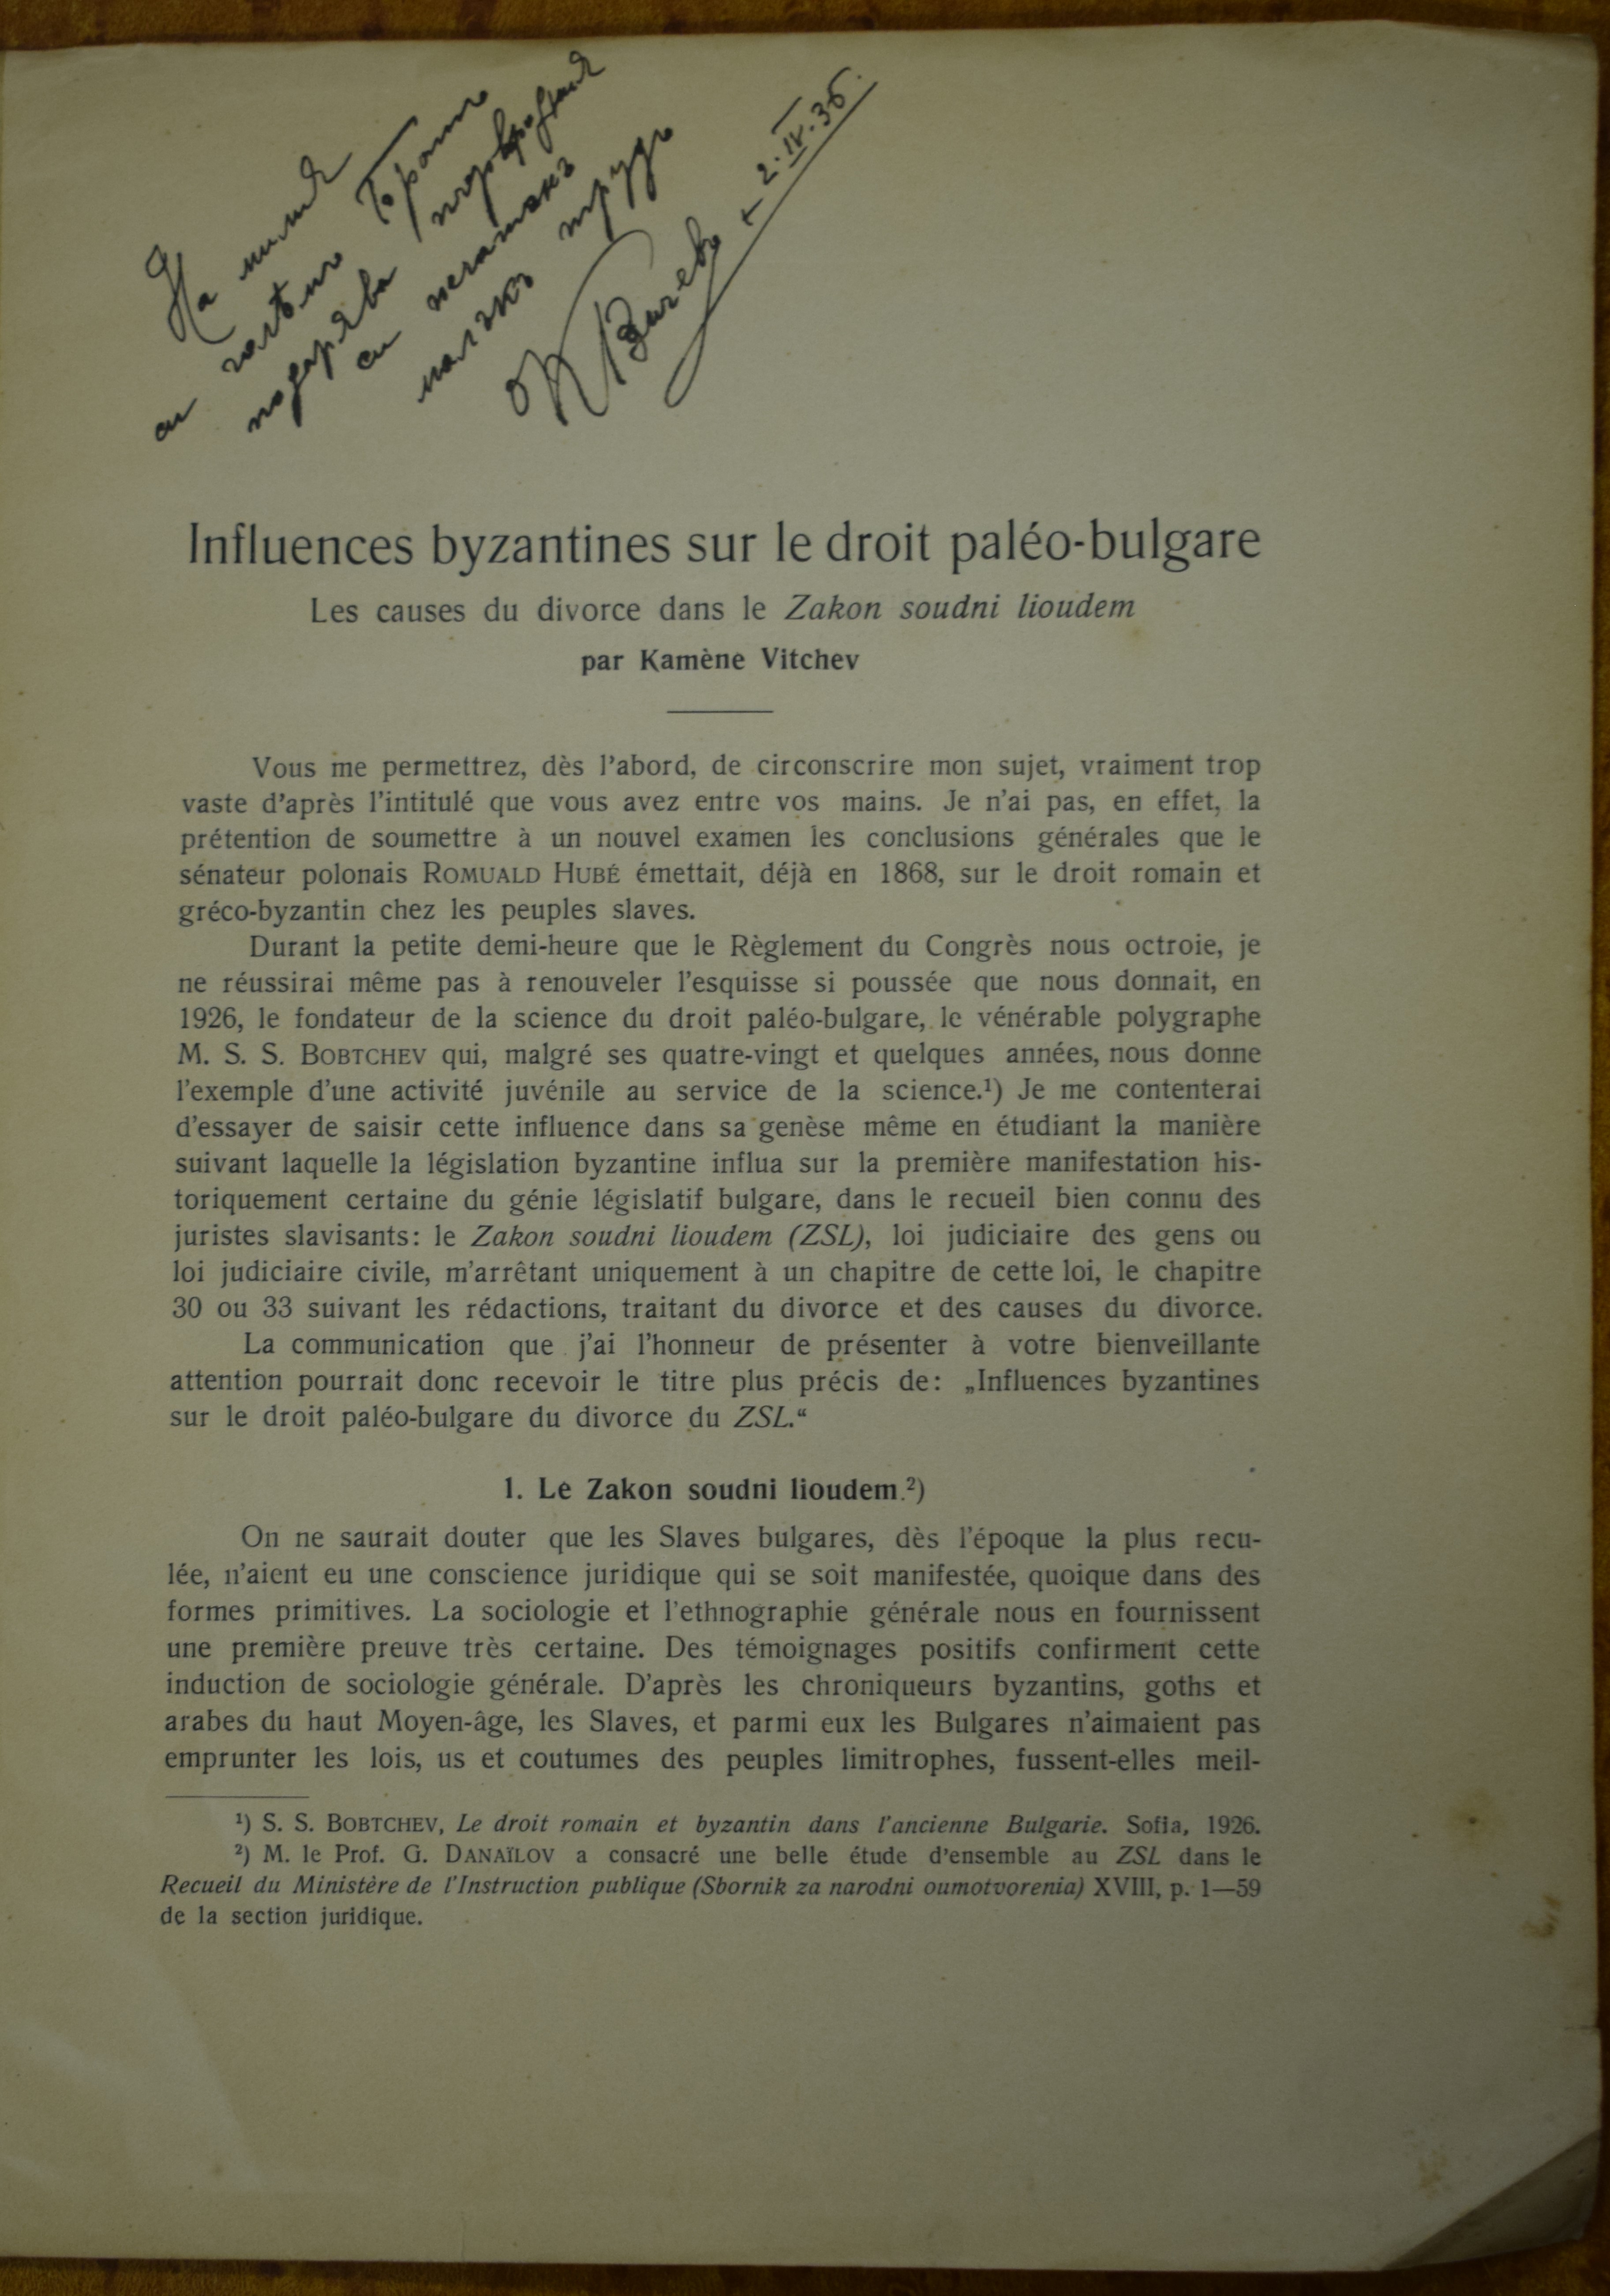 На милия
си зетьо Боаньо
подарява първородния
си печатанъ
малъкъ трудъ
КВичевъ
2.IV.36.
Influences byzantines sur le droit paléo-bulgare
Les causes du divorce dans le Zakon soudni lioudem
par Kamène Vitchev
Vous me permettrez, dès l'abord, de circonscrire mon sujet, vraiment trop
vaste d'après l'intitulé que vous avez entre vos mains. Je n'ai pas, en effet, la
prétention de soumettre à un nouvel examen les conclusions générales que le
sénateur polonais ROMUALD HUBÉ émettait, déjà en 1868, sur le droit romain et
gréco-byzantin chez les peuples slaves.
Durant la petite demi-heure que le Règlement du Congrès nous octroie, je
ne réussirai même pas à renouveler l'esquisse si poussée que nous donnait, en
1926, le fondateur de la science du droit paléo-bulgare, le vénérable polygraphe
M. S. S. BOBTCHEV qui, malgré ses quatre-vingt et quelques années, nous donne
l'exemple d'une activité juvénile au service de la science.¹) Je me contenterai
d'essayer de saisir cette influence dans sa genèse même en étudiant la manière
suivant laquelle la législation byzantine influa sur la première manifestation his-
toriquement certaine du génie législatif bulgare, dans le recueil bien connu des
juristes slavisants: le Zakon soudni lioudem (ZSL), loi judiciaire des gens ou
loi judiciaire civile, m'arrêtant uniquement à un chapitre de cette loi, le chapitre
30 ou 33 suivant les rédactions, traitant du divorce et des causes du divorce.
La communication que j'ai l'honneur de présenter à votre bienveillante
attention pourrait donc recevoir le titre plus précis de: „Influences byzantines
sur le droit paléo-bulgare du divorce du ZSL.“
1. Le Zakon soudni lioudem.²)
On ne saurait douter que les Slaves bulgares, dès l'époque la plus recu-
lée, n'aient eu une conscience juridique qui se soit manifestée, quoique dans des
formes primitives. La sociologie et l'ethnographie générale nous en fournissent
une première preuve très certaine. Des témoignages positifs confirment cette
induction de sociologie générale. D'après les chroniqueurs byzantins, goths et
arabes du haut Moyen-âge, les Slaves, et parmi eux les Bulgares n'aimaient pas
emprunter les lois, us et coutumes des peuples limitrophes, fussent-elles meil-
¹) S. S. BOBTCHEV, Le droit romain et byzantin dans l'ancienne Bulgarie. Sofia, 1926.
²) M. le Prof. G. DANAÏLOV a consacré une belle étude d'ensemble au ZSL dans le
Recueil du Ministère de l'Instruction publique (Sbornik za narodni oumotvorenia) XVIII, p. 1—59
de la section juridique.